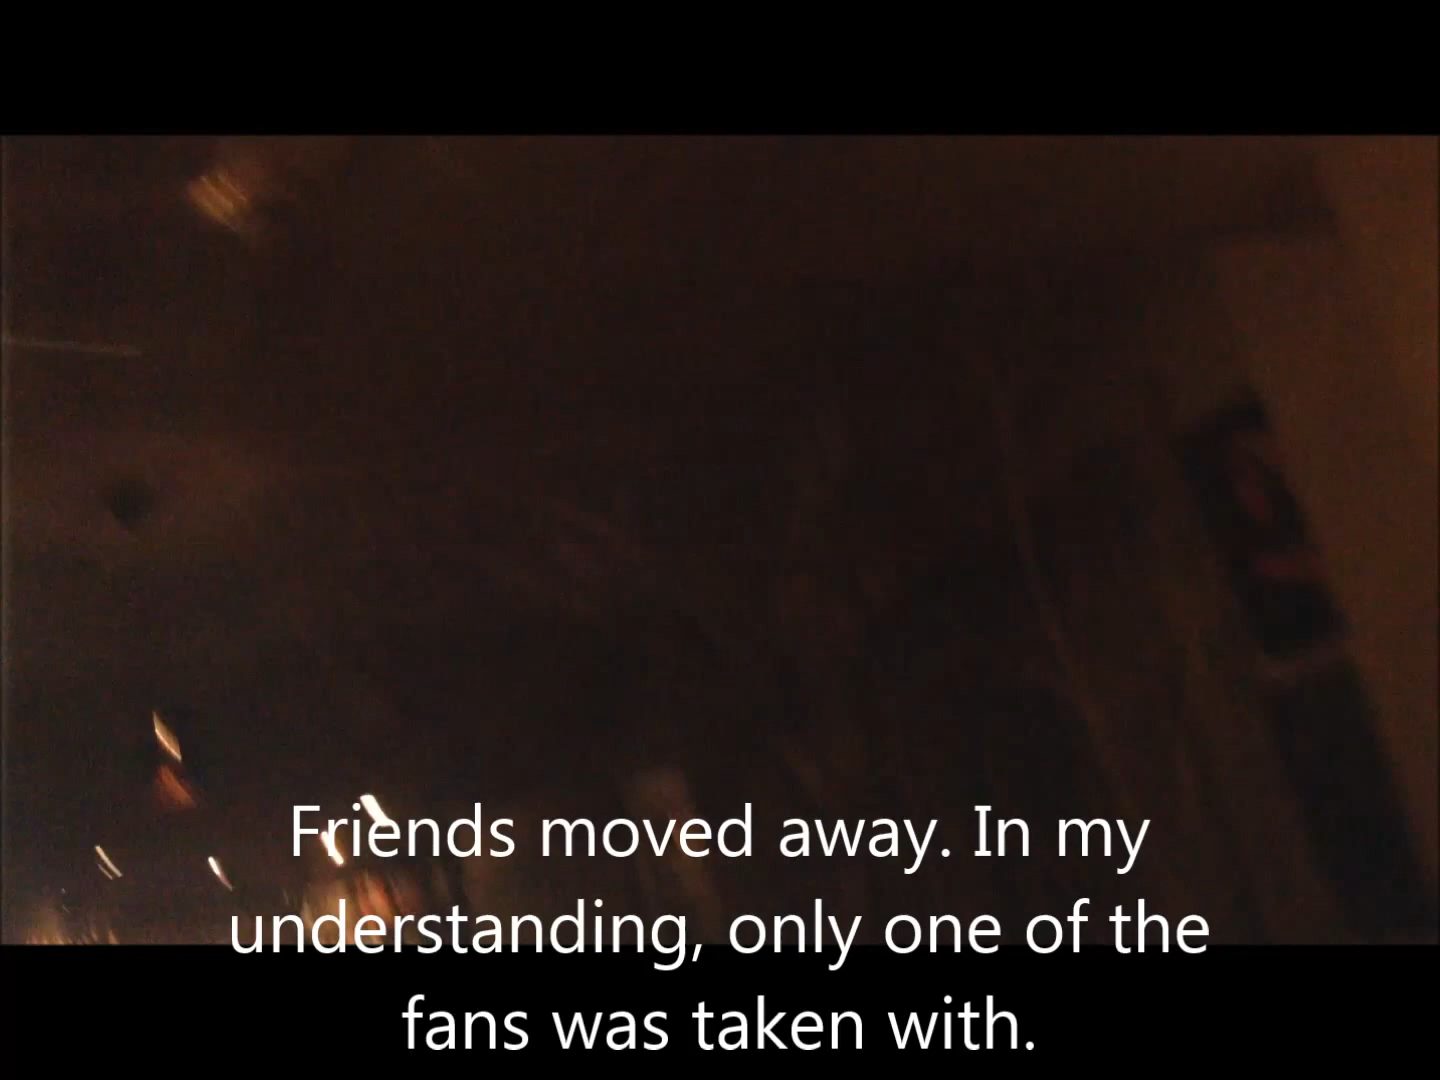 Friends moved away. In my
understanding, only one of the
fans was taken with.